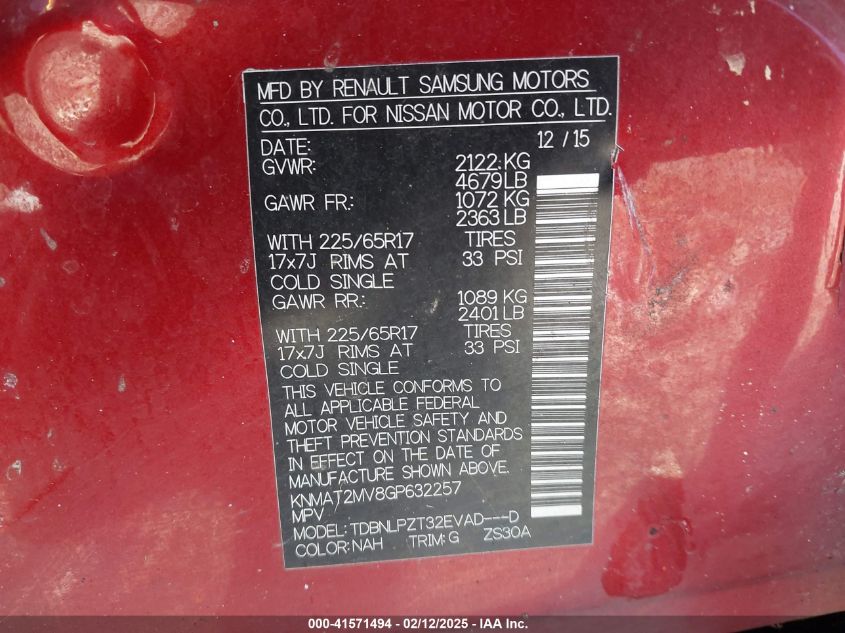 MFD BY RENAULT SAMSUNG MOTORS
CO., LTD. FOR NISSAN MOTOR CO., LTD.
DATE: 12 / 15
GVWR: 2122 KG
4679 LB
GAWR FR.: 1072 KG
2363 LB
WITH 225/65R17 TIRES
17x7J RIMS AT 33 PSI
COLD SINGLE
GAWR RR.: 1089 KG
2401 LB
WITH 225/65R17 TIRES
17x7J RIMS AT 33 PSI
COLD SINGLE
THIS VEHICLE CONFORMS TO
ALL APPLICABLE FEDERAL
MOTOR VEHICLE SAFETY AND
THEFT PREVENTION STANDARDS
IN EFFECT ON THE DATE OF
MANUFACTURE SHOWN ABOVE.
KNMAT2MV8GP632257
MPV
MODEL: TDBNLPZT32EVAD---D
COLOR: NAH TRIM: G ZS30A
000-41571494 - 02/12/2025 - IAA Inc.